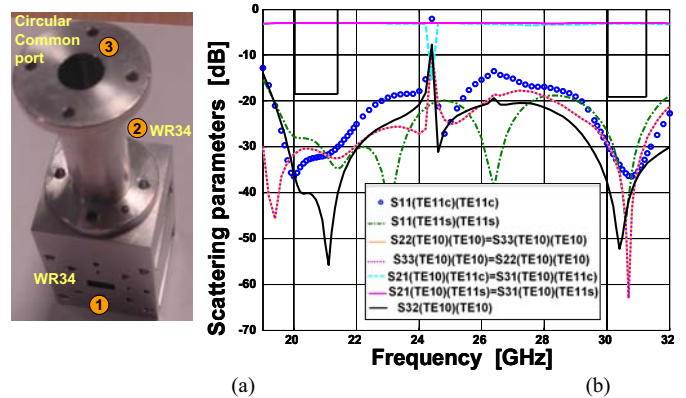 Circular
Common
port
3
2
WR34
WR34
1
Scattering parameters [dB]
0
-10
-20
-30
-40
-50
-60
-70
S11(TE11c)(TE11c)
S11(TE11s)(TE11s)
S22(TE10)(TE10)=S33(TE10)(TE10)
S33(TE10)(TE10)=S22(TE10)(TE10)
S21(TE10)(TE11c)=S31(TE10)(TE11c)
S21(TE10)(TE11s)=S31(TE10)(TE11s)
S32(TE10)(TE10)
20 22 24 26 28 30 32
Frequency [GHz]
(a) (b)